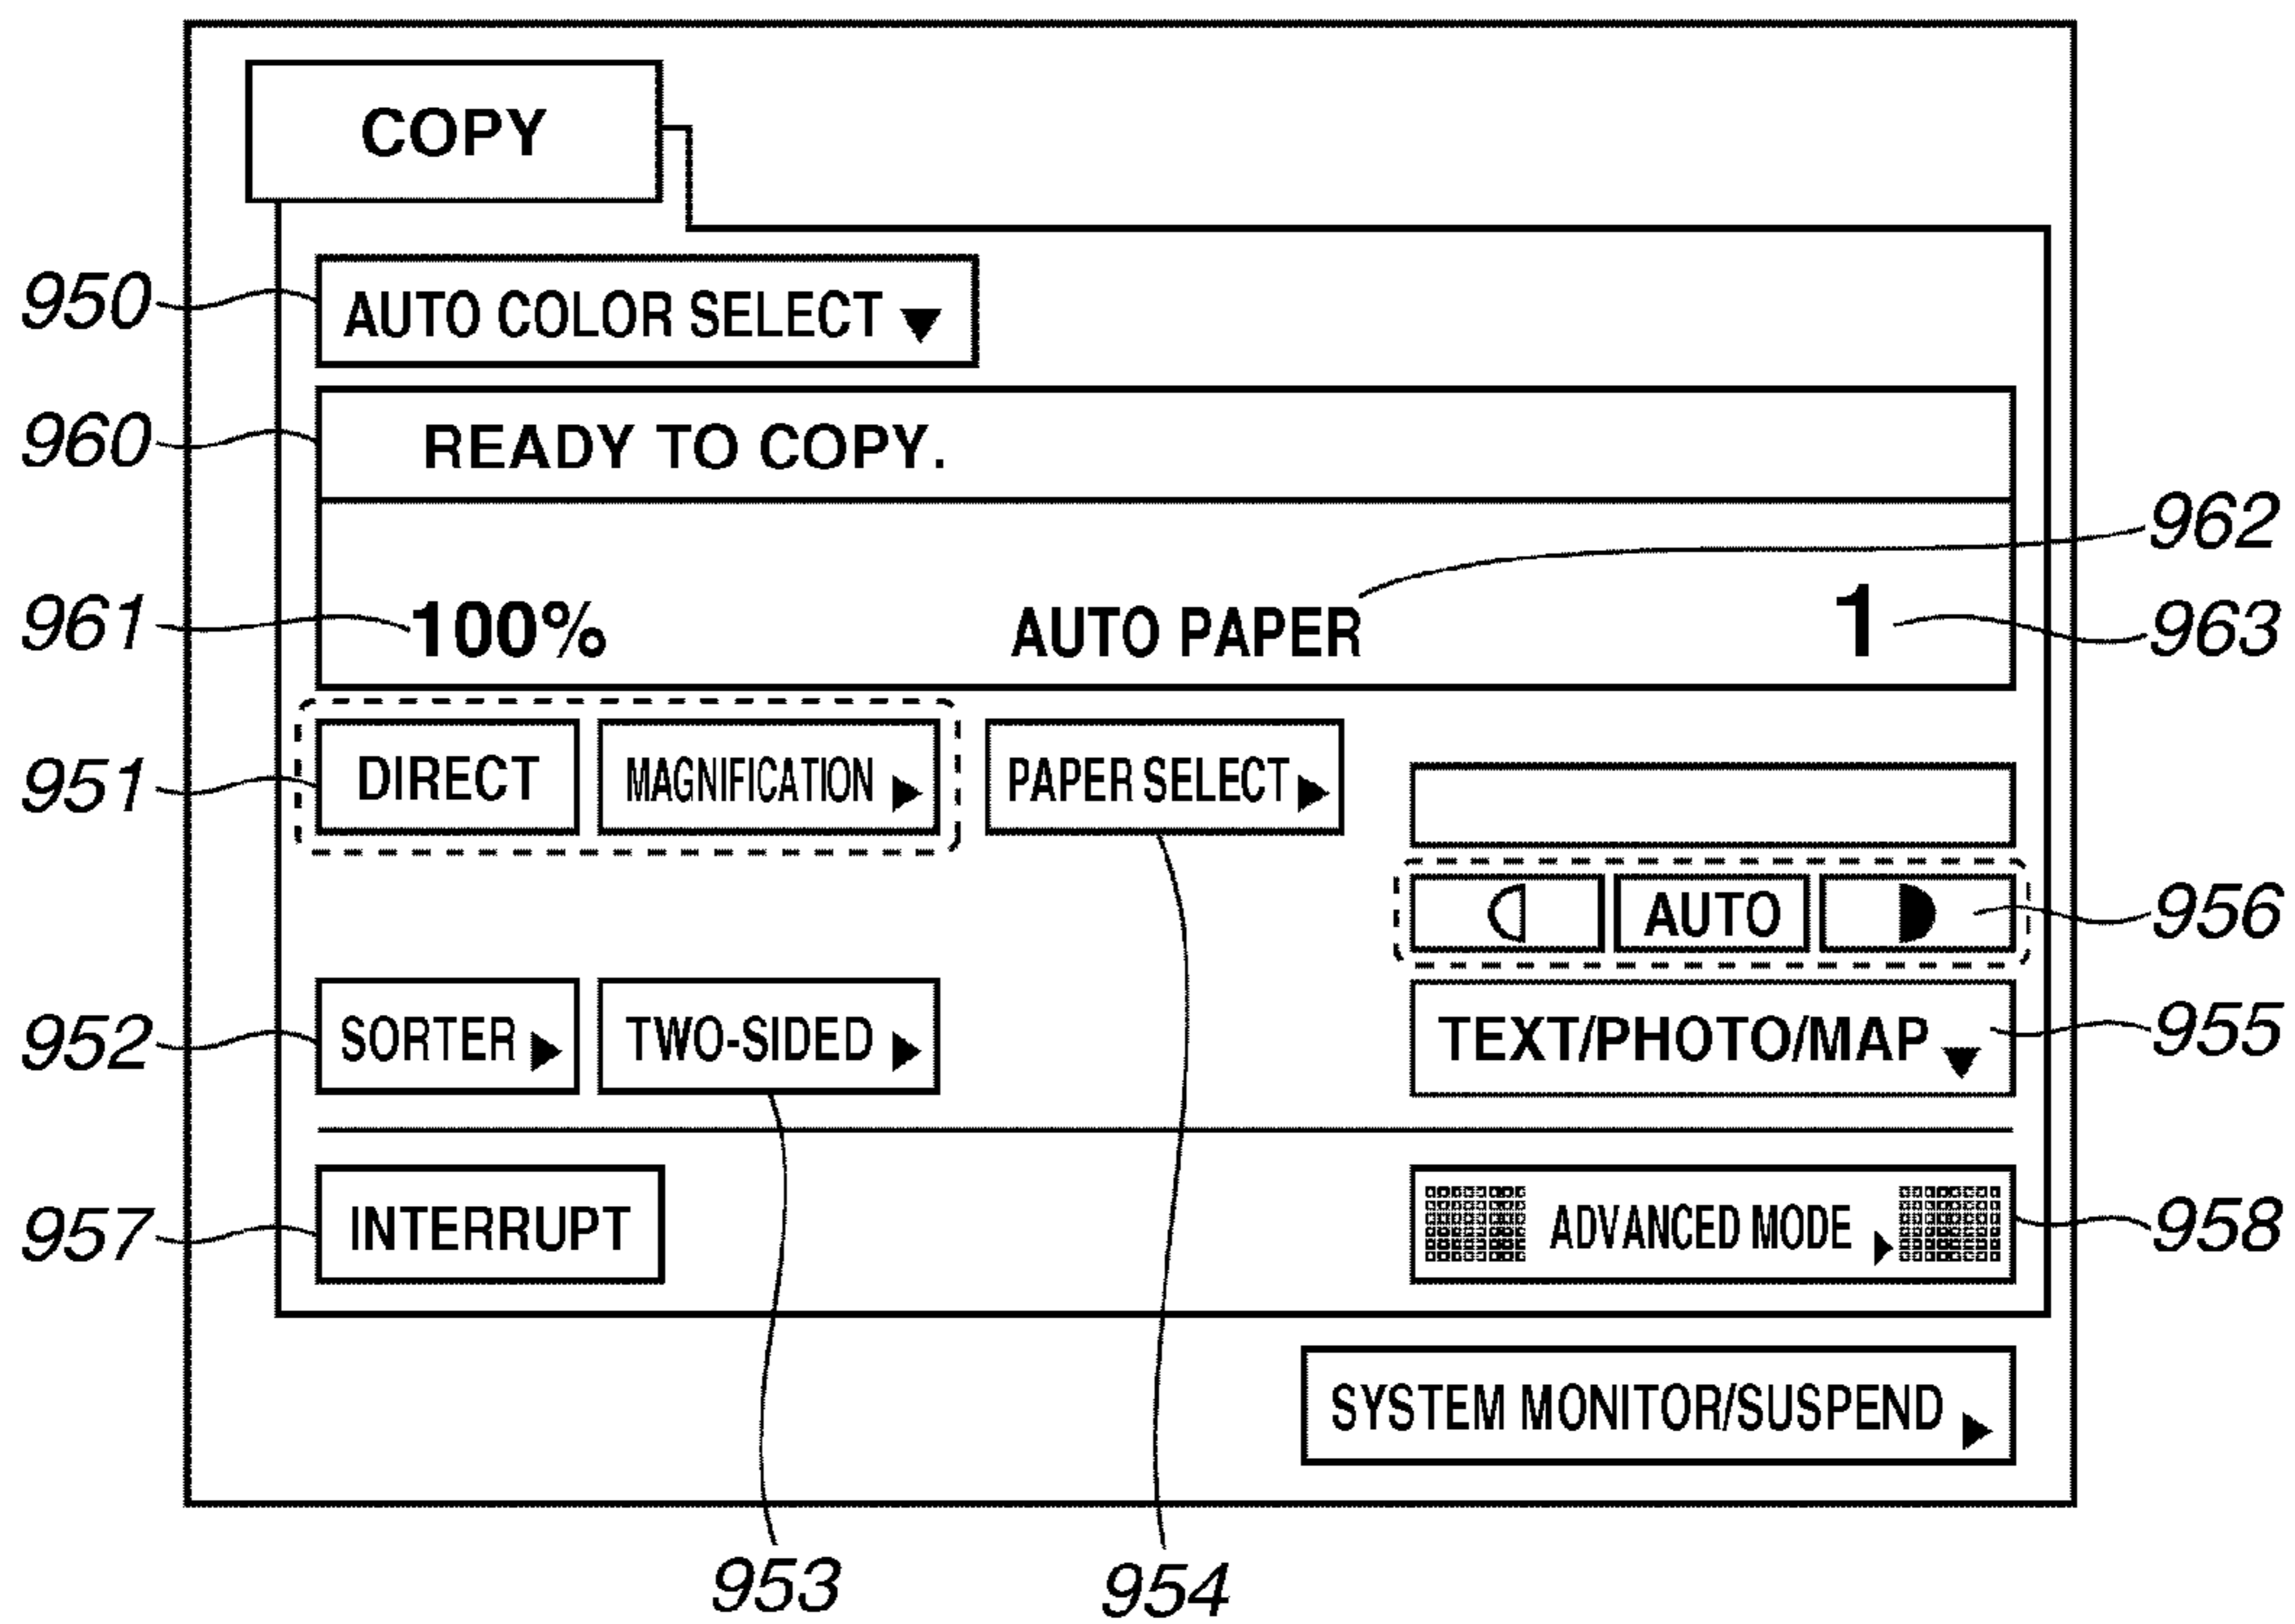 COPY
950 AUTO COLOR SELECT ▼
960 READY TO COPY.
962
961 100% AUTO PAPER 1 963
951 DIRECT MAGNIFICATION ▶ PAPER SELECT ▶
AUTO 956
952 SORTER ▶ TWO-SIDED ▶ TEXT/PHOTO/MAP ▼ 955
957 INTERRUPT ADVANCED MODE ▶ 958
SYSTEM MONITOR/SUSPEND ▶
953 954